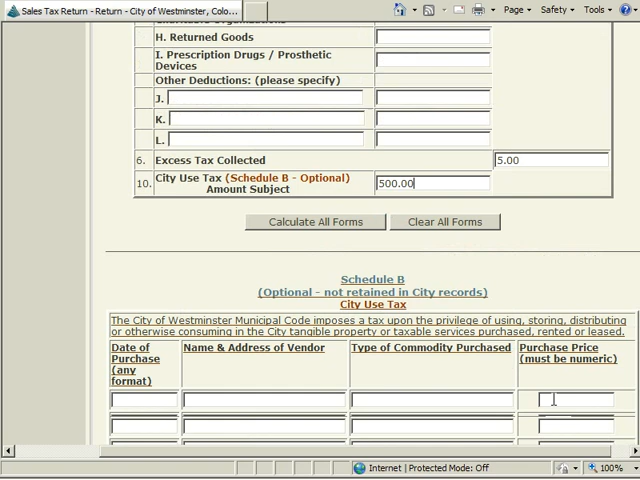 Sales Tax Return - Return - City of Westminster, Colo...
Page
Safety
Tools
H. Returned Goods
I. Prescription Drugs / Prosthetic
Devices
Other Deductions: (please specify)
J.
K.
L.
6. Excess Tax Collected 5.00
10. City Use Tax (Schedule B - Optional)
Amount Subject 500.00
Calculate All Forms Clear All Forms
Schedule B
(Optional - not retained in City records)
City Use Tax
The City of Westminster Municipal Code imposes a tax upon the privilege of using, storing, distributing
or otherwise consuming in the City tangible property or taxable services purchased, rented or leased.
Date of
Purchase
(any
format)
Name & Address of Vendor
Type of Commodity Purchased
Purchase Price
(must be numeric)
Internet | Protected Mode: Off
100%